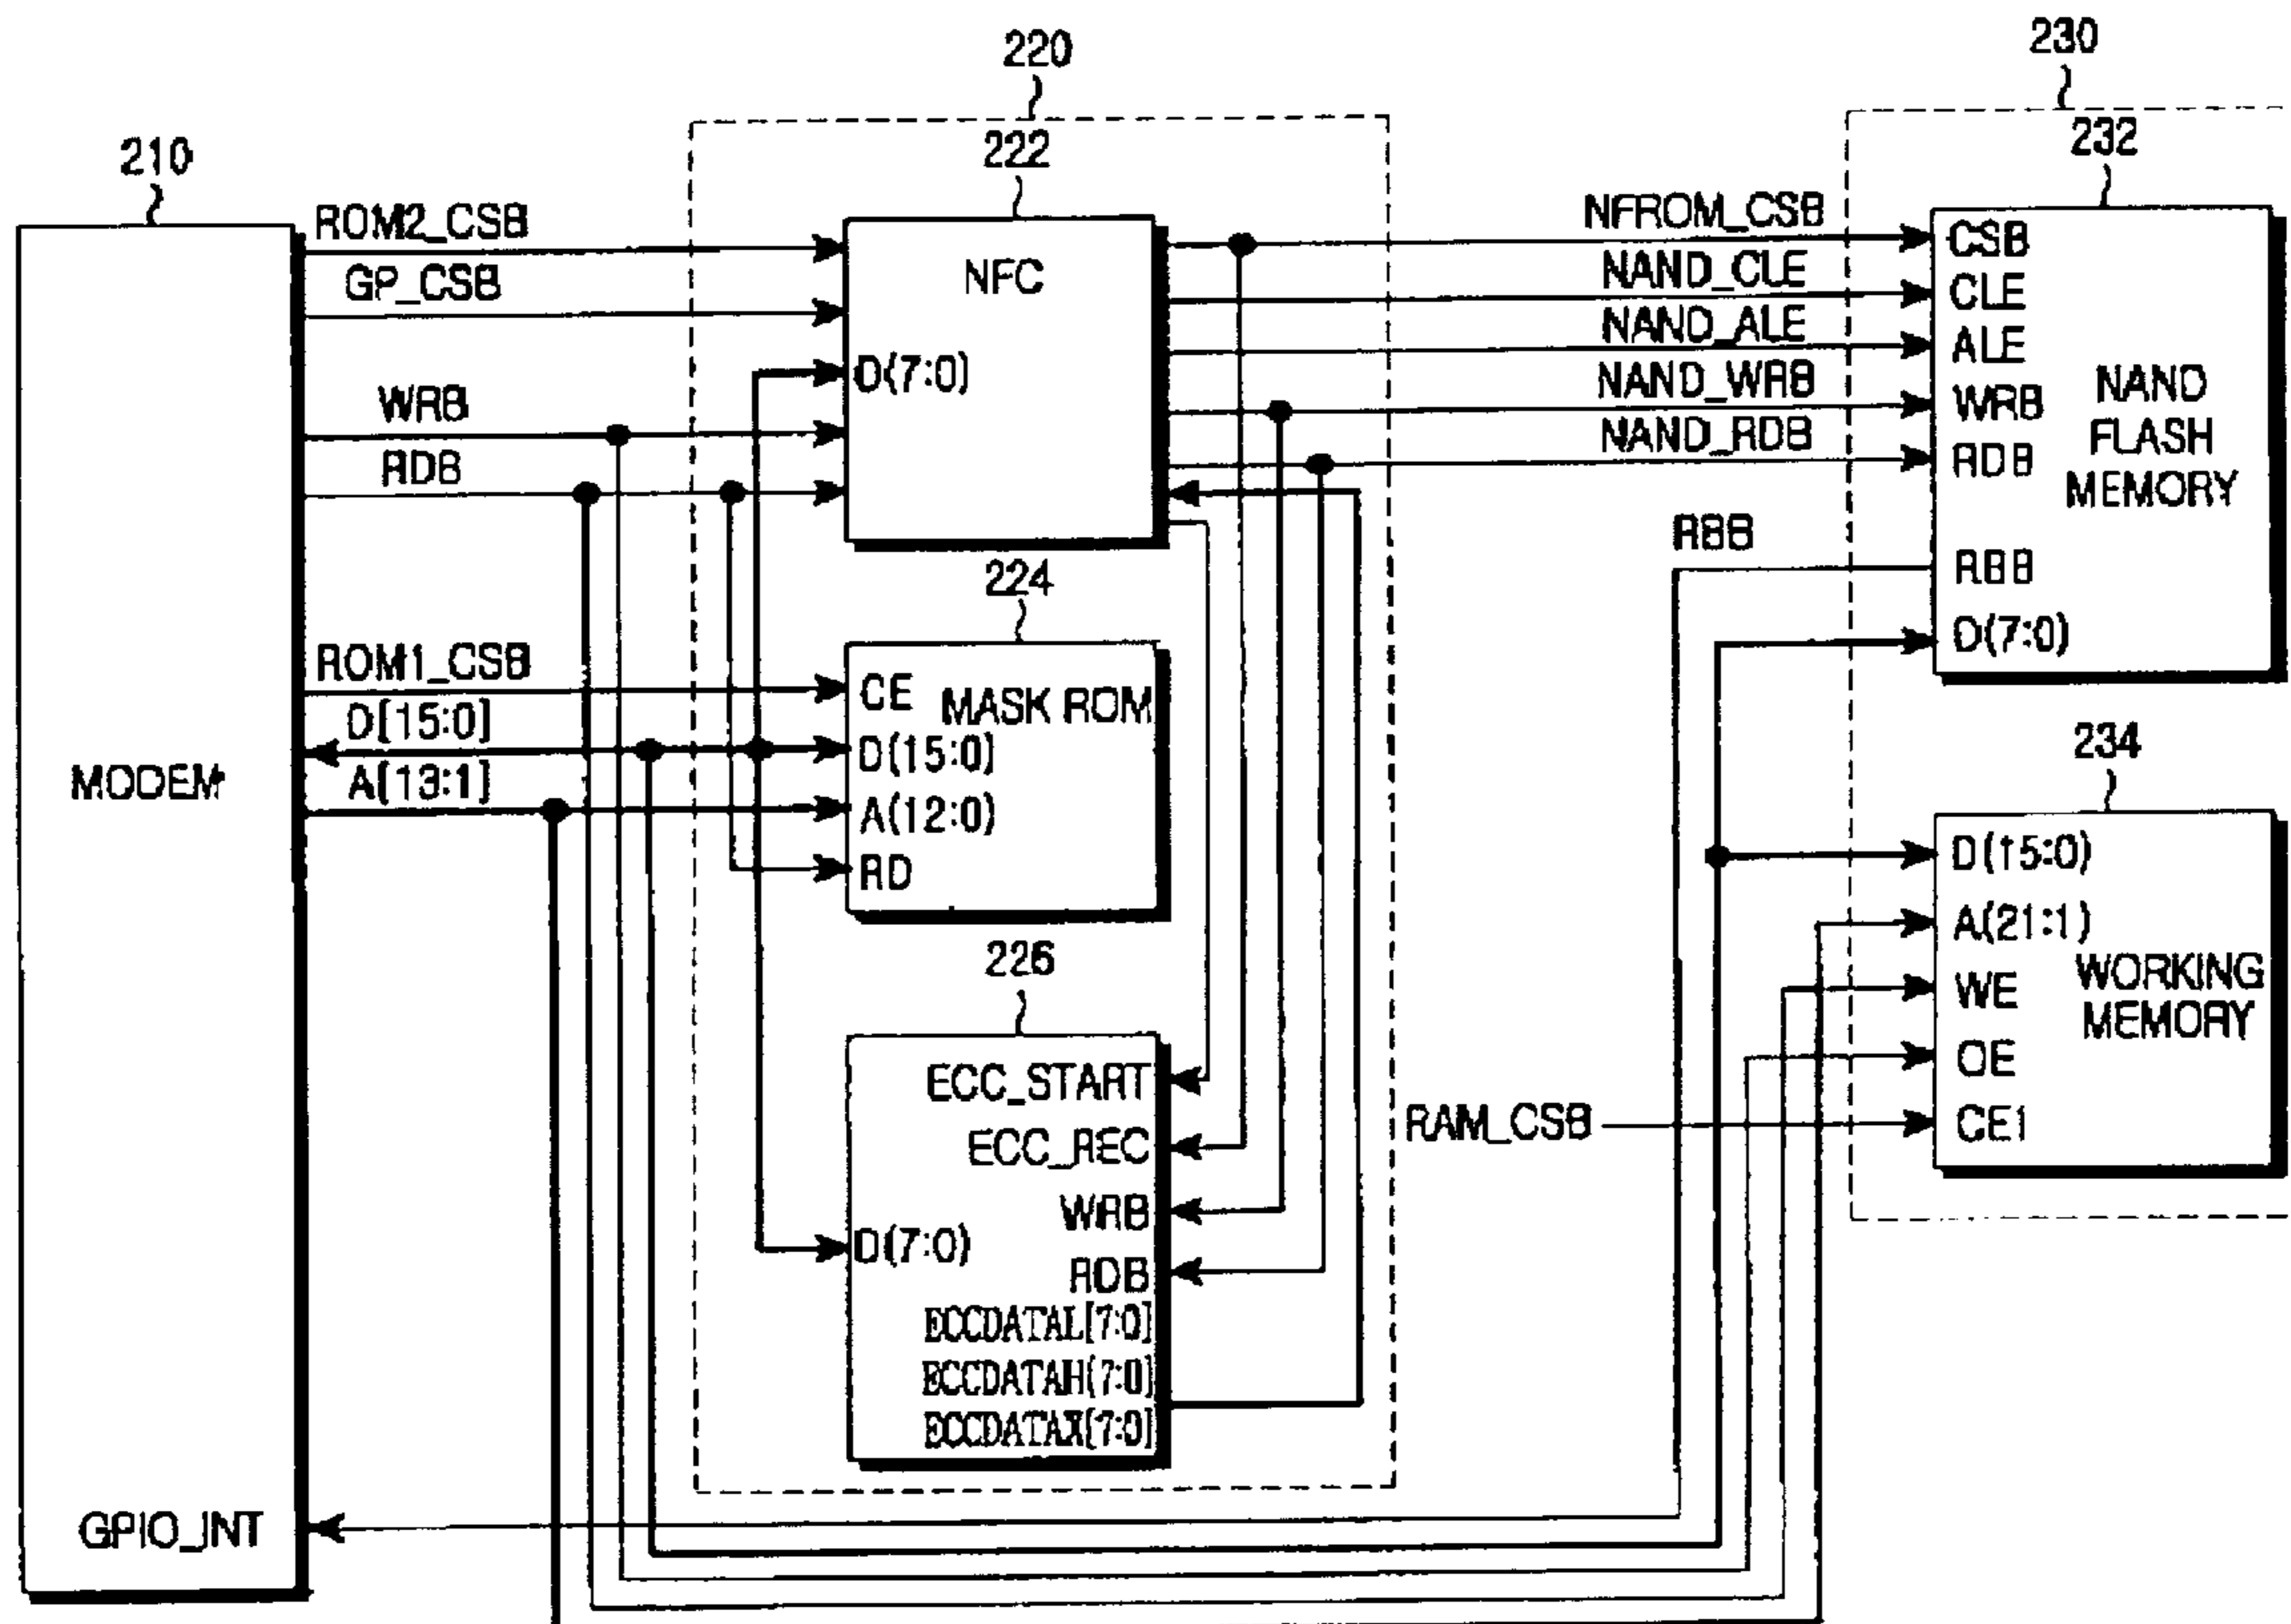 220
230
210
222
232
ROM2_CSB
NFROM_CSB
CSB
GP_CSB
NFC
NAND_CLE
CLE
NAND_ALE
ALE
D(7:0)
WRB
NAND_WRB
WRB
NAND
FLASH
MEMORY
RDB
NAND_RDB
RDB
RBB
RBB
224
D(7:0)
ROM1_CSB
CE
MASK ROM
D[15:0]
D(15:0)
234
MODEM
A[13:1]
A(12:0)
RD
D(15:0)
A(21:1)
226
WORKING
MEMORY
WE
OE
ECC_START
RAM_CSB
CE1
ECC_REC
WRB
D(7:0)
RDB
ECCDATAL[7:0]
ECCDATAH[7:0]
ECCDATAX[7:0]
GPIO_INT